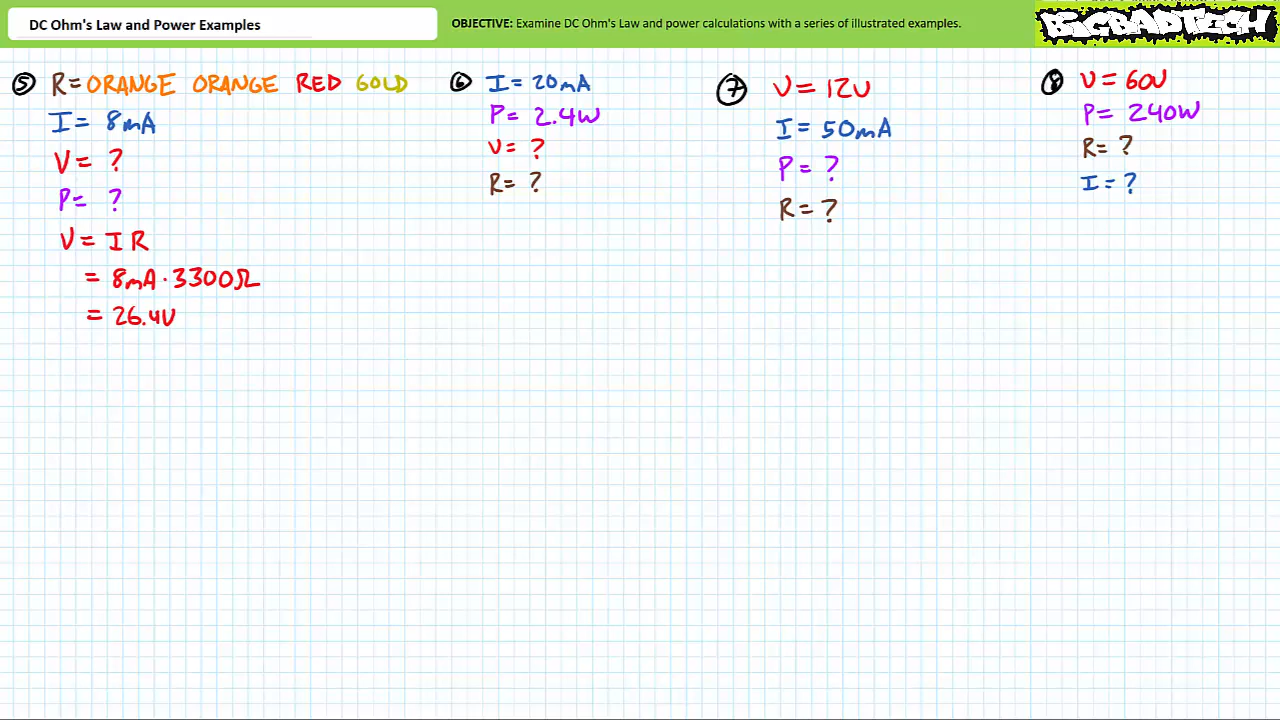 DC Ohm's Law and Power Examples
OBJECTIVE: Examine DC Ohm's Law and power calculations with a series of illustrated examples.
BIGBADTECH
⑤ R= ORANGE ORANGE RED GOLD
I = 8mA
V = ?
P = ?
V = I R
= 8mA · 3300Ω
= 26.4V
⑥ I = 20mA
P = 2.4W
V = ?
R = ?
⑦ V = 12V
I = 50mA
P = ?
R = ?
⑧ V = 60V
P = 240W
R = ?
I = ?